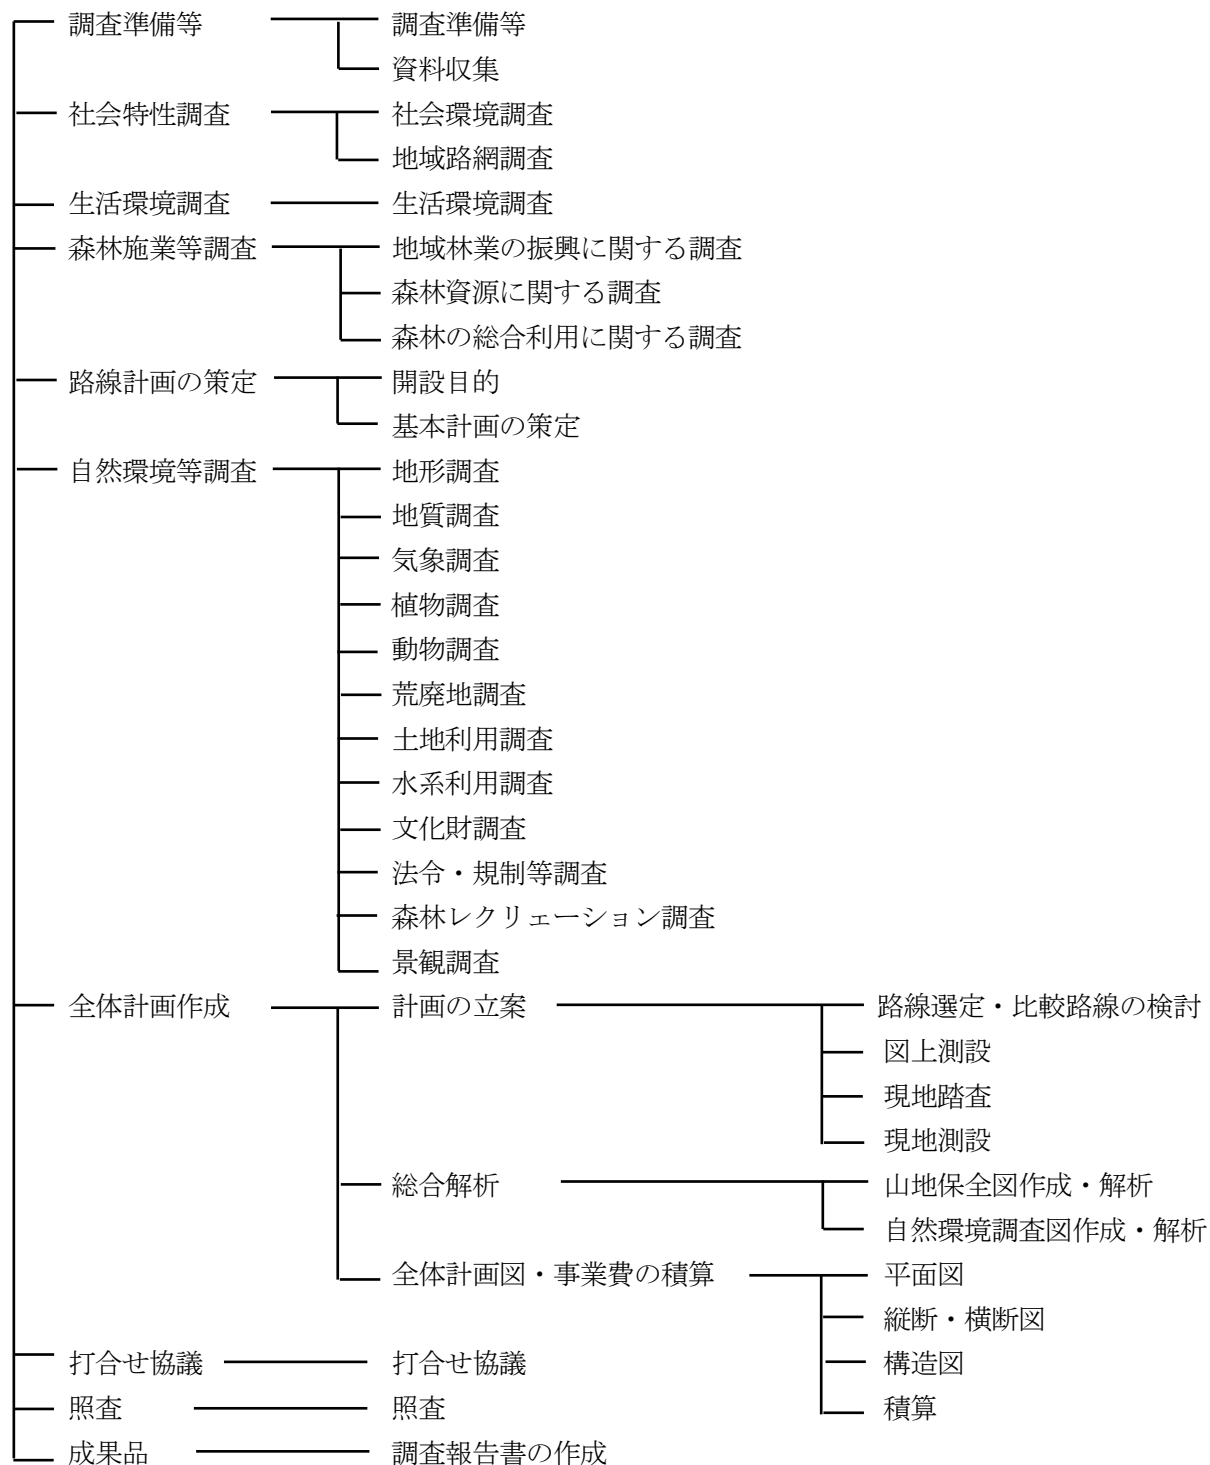 調査準備等 調査準備等
資料収集
社会特性調査 社会環境調査
地域路網調査
生活環境調査 生活環境調査
森林施業等調査 地域林業の振興に関する調査
森林資源に関する調査
森林の総合利用に関する調査
路線計画の策定 開設目的
基本計画の策定
自然環境等調査 地形調査
地質調査
気象調査
植物調査
動物調査
荒廃地調査
土地利用調査
水系利用調査
文化財調査
法令・規制等調査
森林レクリェーション調査
景観調査
全体計画作成 計画の立案 路線選定・比較路線の検討
図上測設
現地踏査
現地測設
総合解析 山地保全図作成・解析
自然環境調査図作成・解析
全体計画図・事業費の積算 平面図
縦断・横断図
打合せ協議 打合せ協議 構造図
照査 照査 積算
成果品 調査報告書の作成